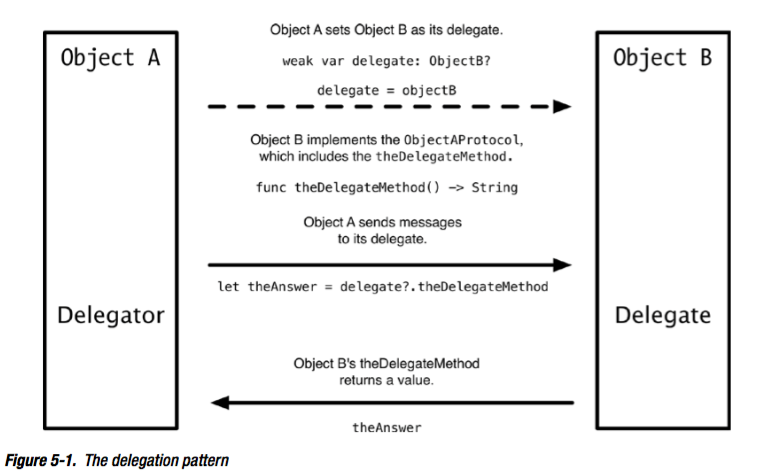 Object A
Object A sets Object B as its delegate.
weak var delegate: ObjectB?
delegate = objectB
Object B
Object B implements the ObjectAProtocol,
which includes the theDelegateMethod.
func theDelegateMethod() -> String
Object A sends messages
to its delegate.
let theAnswer = delegate?.theDelegateMethod
Delegator
Delegate
Object B's theDelegateMethod
returns a value.
theAnswer
Figure 5-1. The delegation pattern